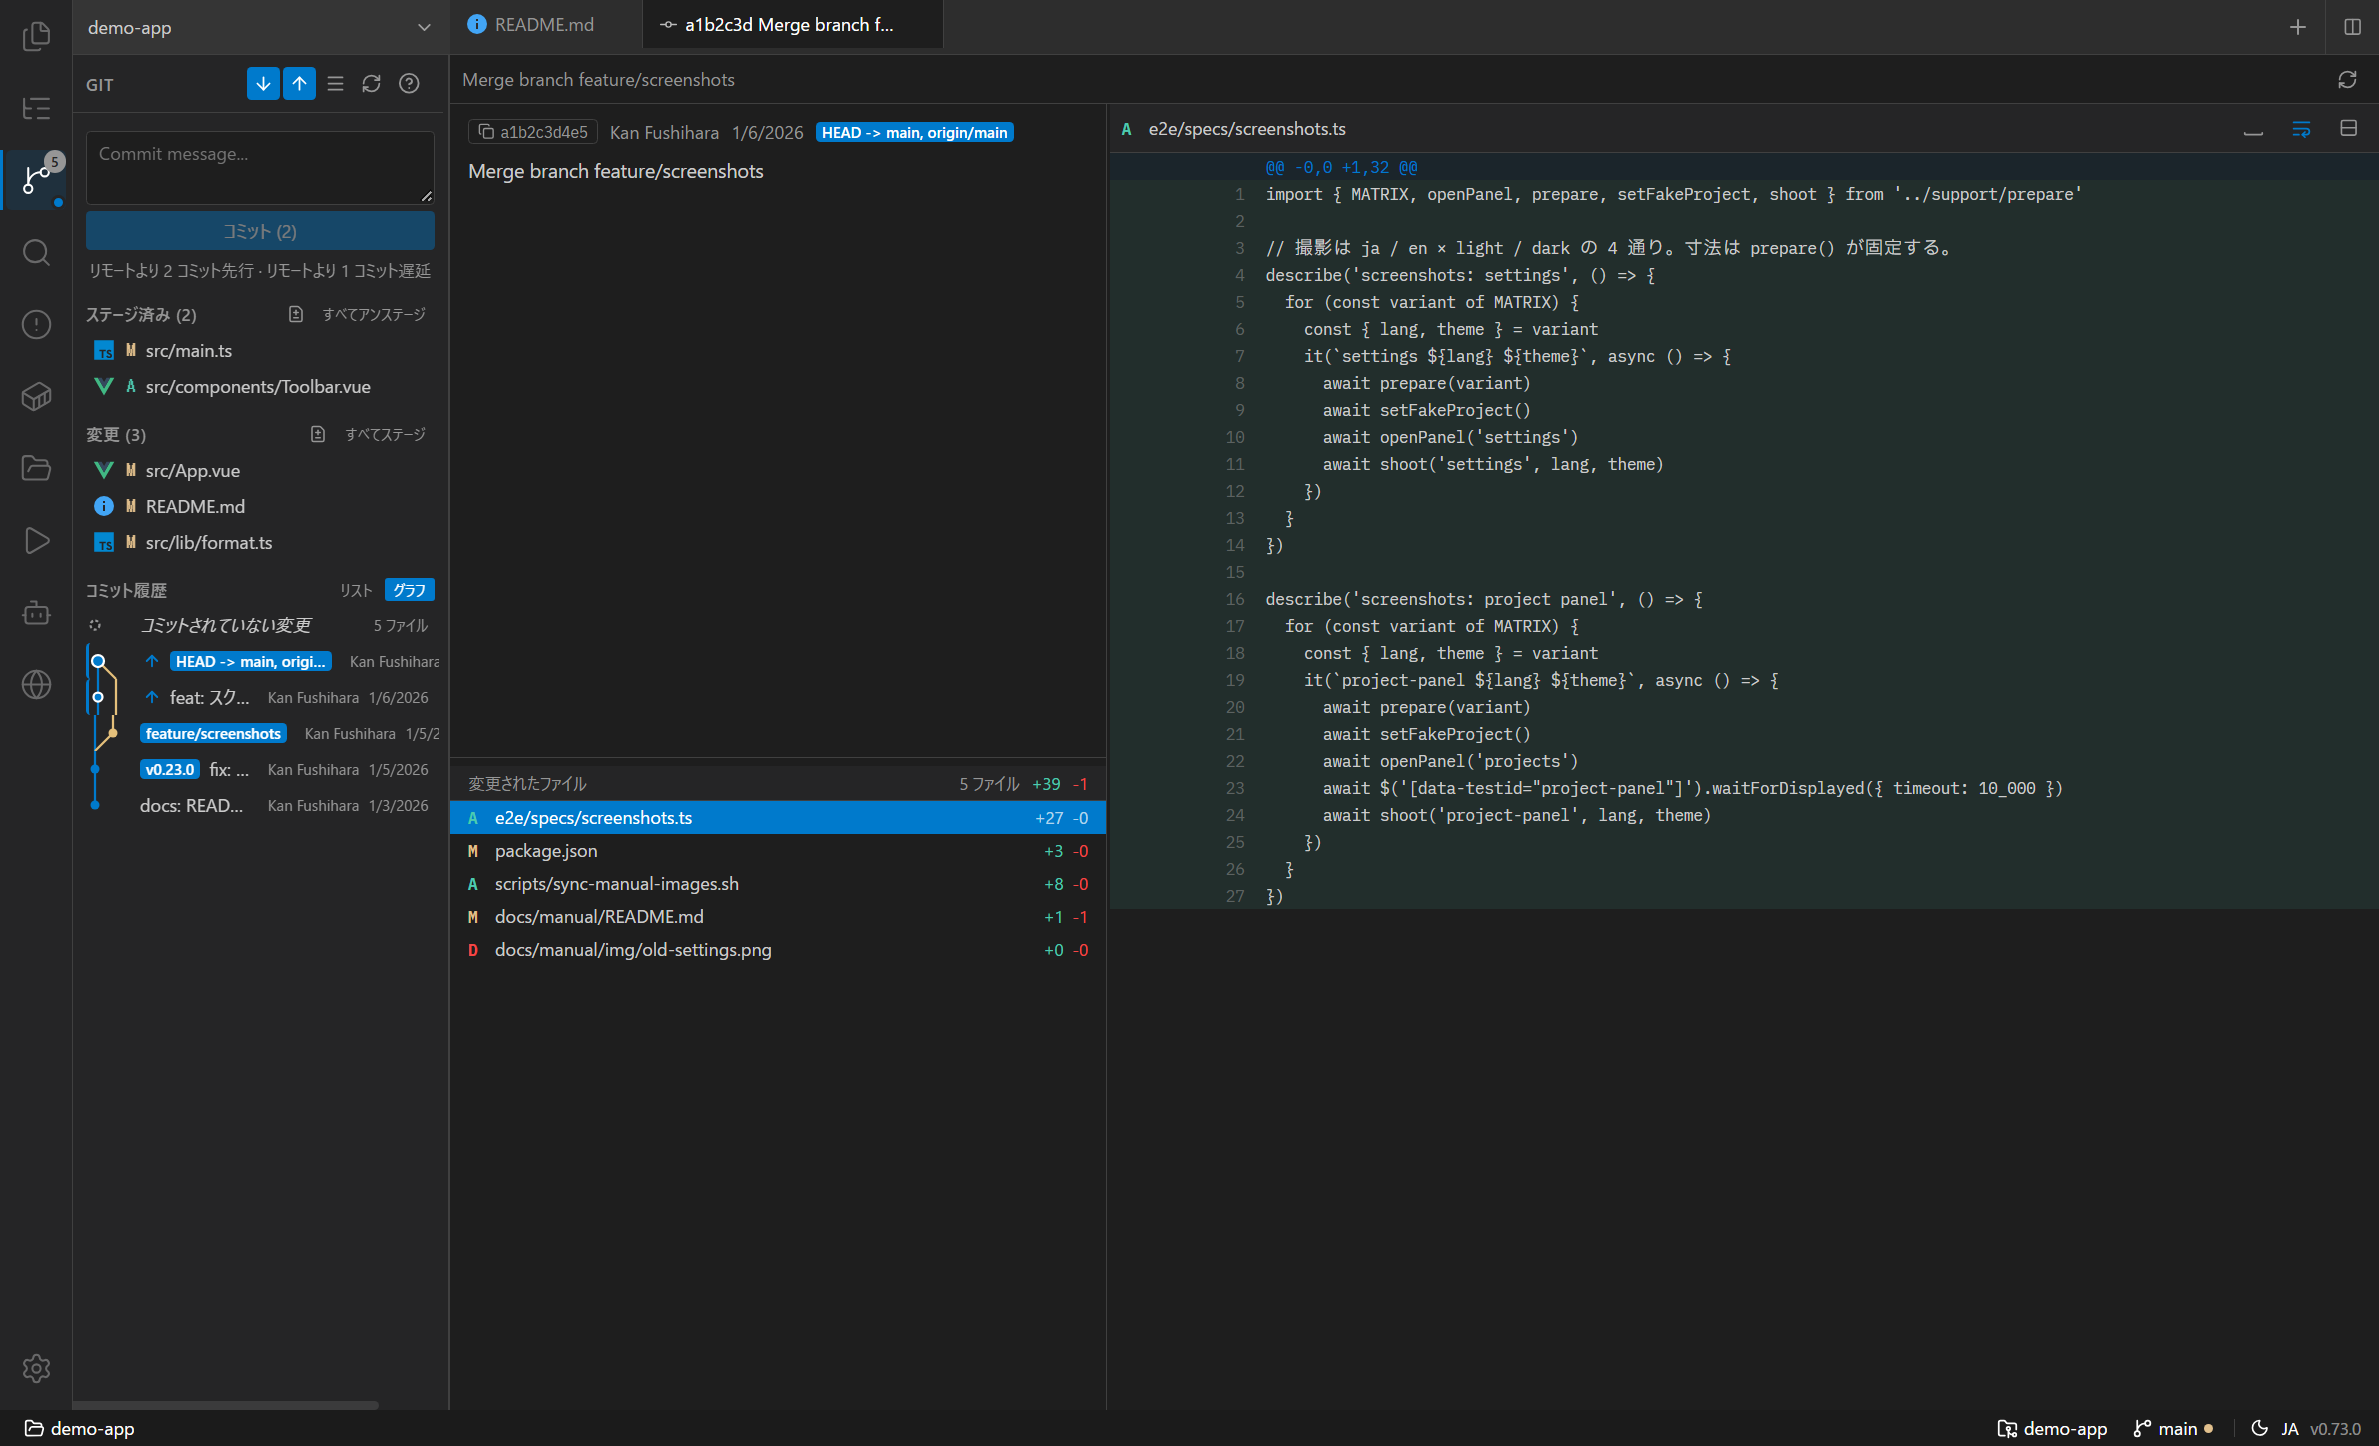 demo-app
README.md
a1b2c3d Merge branch f...
GIT
Merge branch feature/screenshots
5
Commit message...
コミット (2)
リモートより 2 コミット先行 · リモートより 1 コミット遅延
ステージ済み (2)
すべてアンステージ
TS M src/main.ts
A src/components/Toolbar.vue
変更 (3)
すべてステージ
M src/App.vue
M README.md
TS M src/lib/format.ts
コミット履歴
リスト
グラフ
コミットされていない変更
5 ファイル
HEAD -> main, origi...
Kan Fushihara
feat: スク...
Kan Fushihara 1/6/2026
feature/screenshots
Kan Fushihara 1/5/2
v0.23.0 fix: ...
Kan Fushihara 1/5/2026
docs: READ...
Kan Fushihara 1/3/2026
a1b2c3d4e5 Kan Fushihara 1/6/2026 HEAD -> main, origin/main
Merge branch feature/screenshots
変更されたファイル
5 ファイル +39 -1
A e2e/specs/screenshots.ts +27 -0
M package.json +3 -0
A scripts/sync-manual-images.sh +8 -0
M docs/manual/README.md +1 -1
D docs/manual/img/old-settings.png +0 -0
A e2e/specs/screenshots.ts
@@ -0,0 +1,32 @@
1 import { MATRIX, openPanel, prepare, setFakeProject, shoot } from '../support/prepare'
2
3 // 撮影は ja / en × light / dark の 4 通り。寸法は prepare() が固定する。
4 describe('screenshots: settings', () => {
5 for (const variant of MATRIX) {
6 const { lang, theme } = variant
7 it(`settings ${lang} ${theme}`, async () => {
8 await prepare(variant)
9 await setFakeProject()
10 await openPanel('settings')
11 await shoot('settings', lang, theme)
12 })
13 }
14 })
15
16 describe('screenshots: project panel', () => {
17 for (const variant of MATRIX) {
18 const { lang, theme } = variant
19 it(`project-panel ${lang} ${theme}`, async () => {
20 await prepare(variant)
21 await setFakeProject()
22 await openPanel('projects')
23 await $('[data-testid="project-panel"]').waitForDisplayed({ timeout: 10_000 })
24 await shoot('project-panel', lang, theme)
25 })
26 }
27 })
demo-app
demo-app
main
JA
v0.73.0